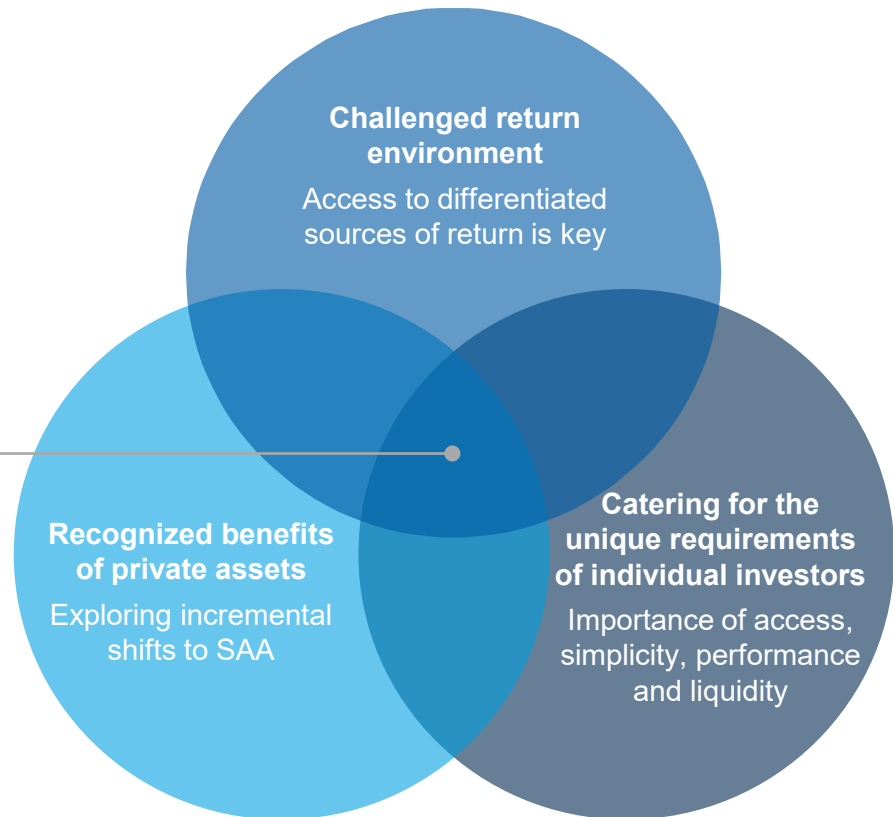 Challenged return
environment
Access to differentiated
sources of return is key
Recognized benefits
of private assets
Exploring incremental
shifts to SAA
Catering for the
unique requirements
of individual investors
Importance of access,
simplicity, performance
and liquidity